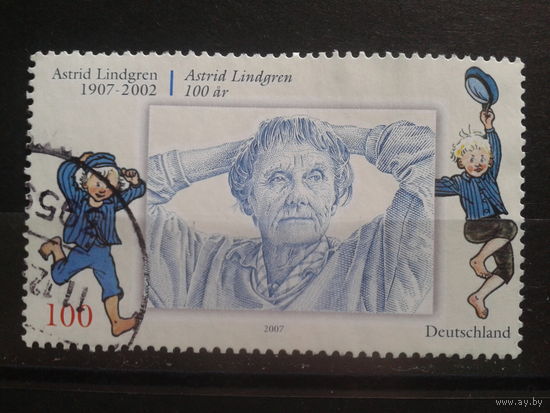 Astrid Lindgren
1907-2002
Astrid Lindgren
100 år
100
2007
Deutschland
www.ay.by